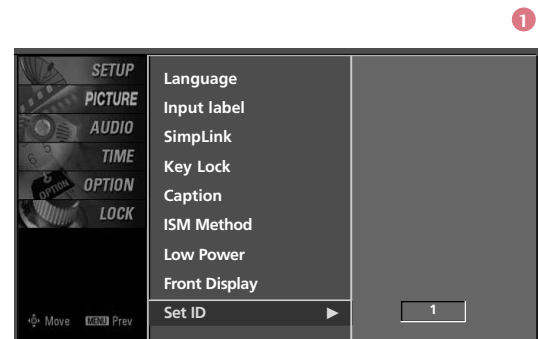 1
SETUP
PICTURE
AUDIO
TIME
OPTION
LOCK
Move MENU Prev
Language
Input label
SimpLink
Key Lock
Caption
ISM Method
Low Power
Front Display
Set ID ▶
1